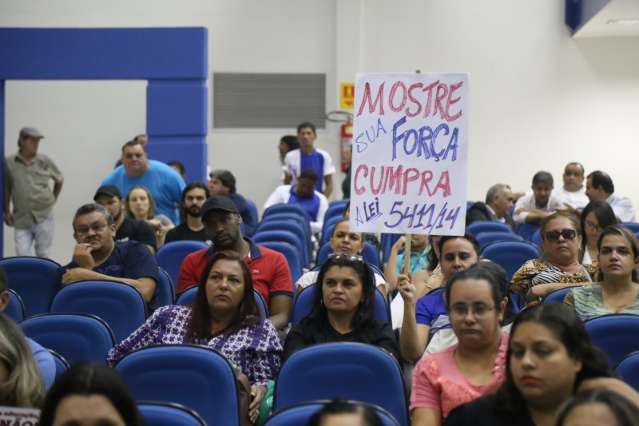 MOSTRE
SUA FORÇA
CUMPRA
A LEI 5411/14